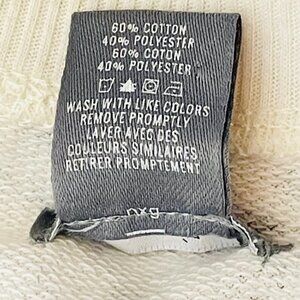 60% COTTON
40% POLYESTER
60% COTON
40% POLYESTER
WASH WITH LIKE COLORS
REMOVE PROMPTLY
LAVER AVEC DES
COULEURS SIMILAIRES
RETIRER PROMPTEMENT